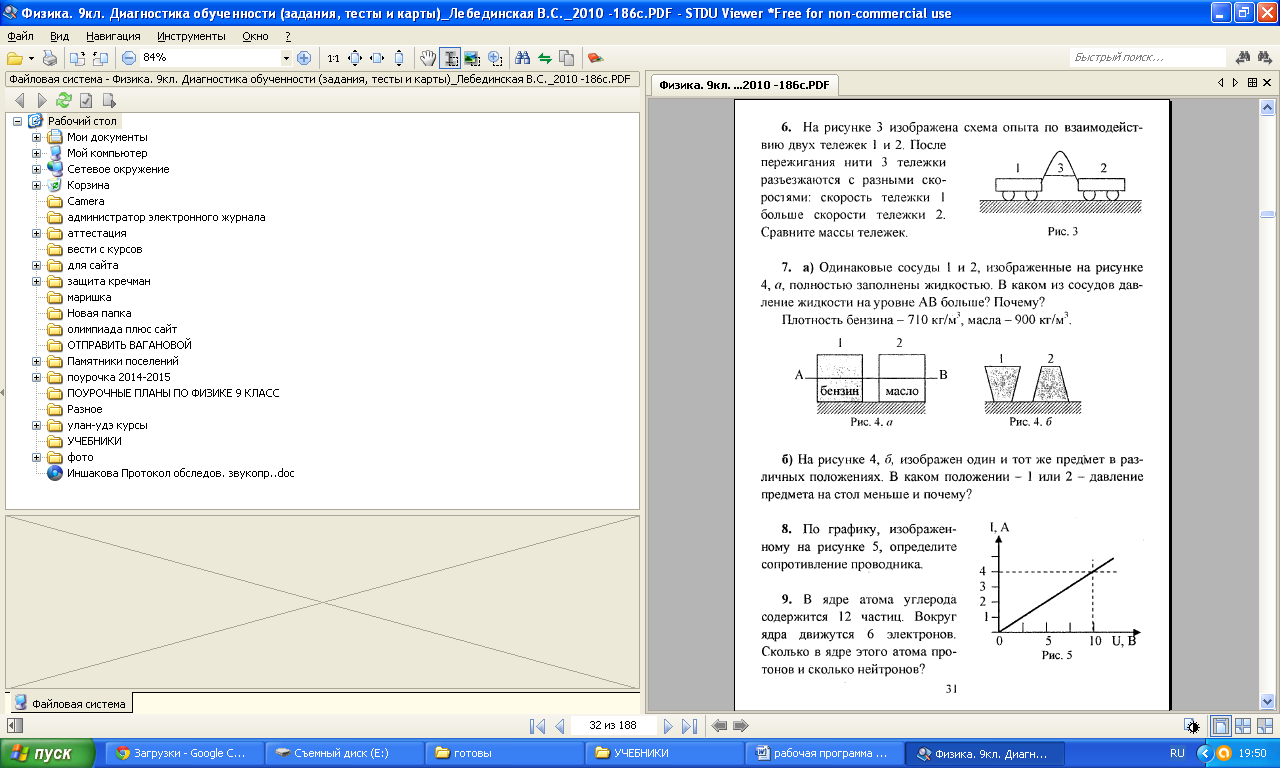 Физика. 9кл. Диагностика обученности (задания, тесты и карты)_Лебединская В.С._2010 -186с.PDF - STDU Viewer *Free for non-commercial use
Файл Вид Навигация Инструменты Окно ?
84%
1:1
Быстрый поиск...
Файловая система - Физика. 9кл. Диагностика обученности (задания, тесты и карты)_Лебединская В.С._2010 -186с.PDF
Рабочий стол
Мои документы
Мой компьютер
Сетевое окружение
Корзина
Camera
администратор электронного журнала
аттестация
вести с курсов
для сайта
защита кречман
маришка
Новая папка
олимпиада плюс сайт
ОТПРАВИТЬ ВАГАНОВОЙ
Памятники поселений
поурочка 2014-2015
ПОУРОЧНЫЕ ПЛАНЫ ПО ФИЗИКЕ 9 КЛАСС
Разное
улан-удэ курсы
УЧЕБНИКИ
фото
Иншакова Протокол обследов. звукопр..doc
Файловая система
Физика. 9кл. ...2010 -186с.PDF
6. На рисунке 3 изображена схема опыта по взаимодейст-
вию двух тележек 1 и 2. После
пережигания нити 3 тележки
разъезжаются с разными ско-
ростями: скорость тележки 1
больше скорости тележки 2.
Сравните массы тележек.
1 3 2
Рис. 3
7. а) Одинаковые сосуды 1 и 2, изображенные на рисунке
4, а, полностью заполнены жидкостью. В каком из сосудов дав-
ление жидкости на уровне АВ больше? Почему?
Плотность бензина – 710 кг/м³, масла – 900 кг/м³.
1 2
А В
бензин масло
Рис. 4. а
1 2
Рис. 4. б
б) На рисунке 4, б, изображен один и тот же предмет в раз-
личных положениях. В каком положении – 1 или 2 – давление
предмета на стол меньше и почему?
8. По графику, изображен-
ному на рисунке 5, определите
сопротивление проводника.
9. В ядре атома углерода
содержится 12 частиц. Вокруг
ядра движутся 6 электронов.
Сколько в ядре этого атома про-
тонов и сколько нейтронов?
I, А
4
3
2
1
0 5 10 U, В
Рис. 5
31
32 из 188
пуск
Загрузки - Google C...
Съемный диск (E:)
готовы
УЧЕБНИКИ
рабочая программа ...
Физика. 9кл. Диагн...
RU
19:50